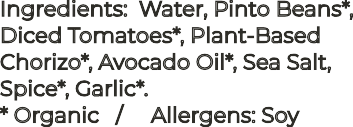 Ingredients: Water, Pinto Beans*,
Diced Tomatoes*, Plant-Based
Chorizo*, Avocado Oil*, Sea Salt,
Spice*, Garlic*.
* Organic / Allergens: Soy